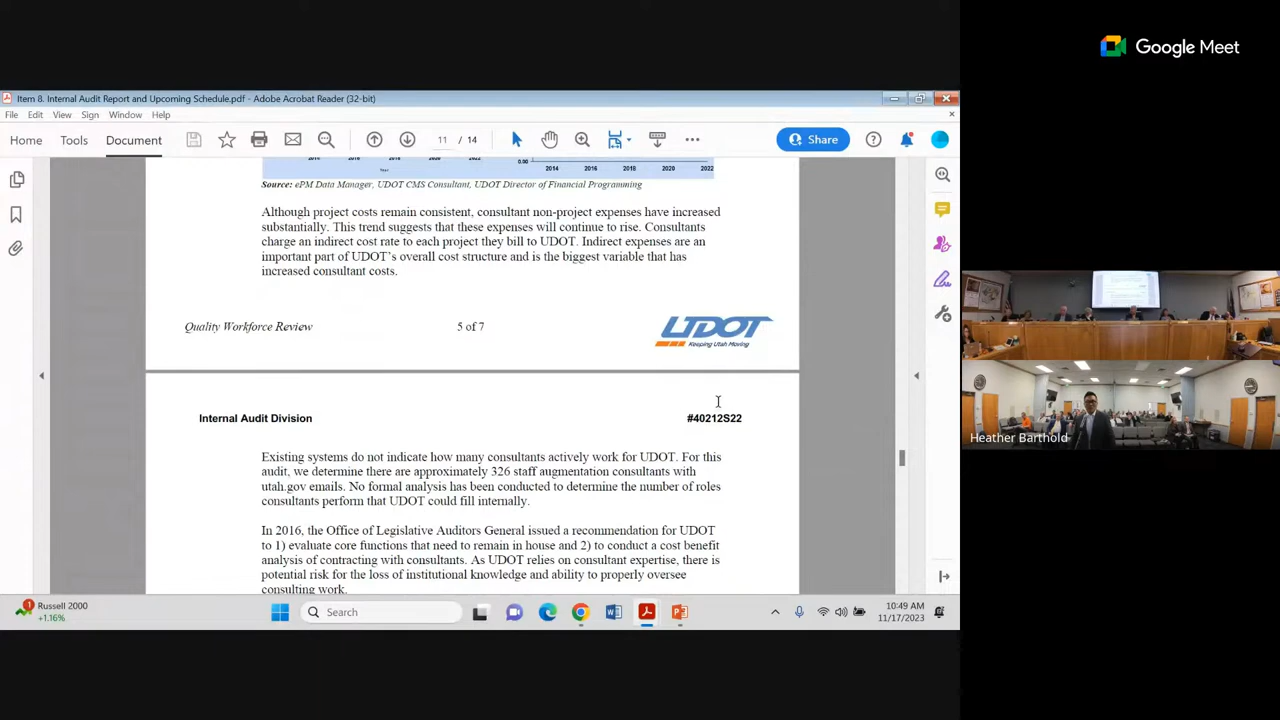 Google Meet
Item 8. Internal Audit Report and Upcoming Schedule.pdf - Adobe Acrobat Reader (32-bit)
File Edit View Sign Window Help
Home Tools Document 11 / 14 Share
2014 2016 2018 2020 2022
Year
0.00
2014 2016 2018 2020 2022
Source: ePM Data Manager, UDOT CMS Consultant, UDOT Director of Financial Programming
Although project costs remain consistent, consultant non-project expenses have increased
substantially. This trend suggests that these expenses will continue to rise. Consultants
charge an indirect cost rate to each project they bill to UDOT. Indirect expenses are an
important part of UDOT's overall cost structure and is the biggest variable that has
increased consultant costs.
Quality Workforce Review 5 of 7
UDOT
Keeping Utah Moving
Internal Audit Division #40212S22
Existing systems do not indicate how many consultants actively work for UDOT. For this
audit, we determine there are approximately 326 staff augmentation consultants with
utah.gov emails. No formal analysis has been conducted to determine the number of roles
consultants perform that UDOT could fill internally.
In 2016, the Office of Legislative Auditors General issued a recommendation for UDOT
to 1) evaluate core functions that need to remain in house and 2) to conduct a cost benefit
analysis of contracting with consultants. As UDOT relies on consultant expertise, there is
potential risk for the loss of institutional knowledge and ability to properly oversee
consulting work.
Heather Barthold
1
Russell 2000
+1.16%
Search
10:49 AM
11/17/2023